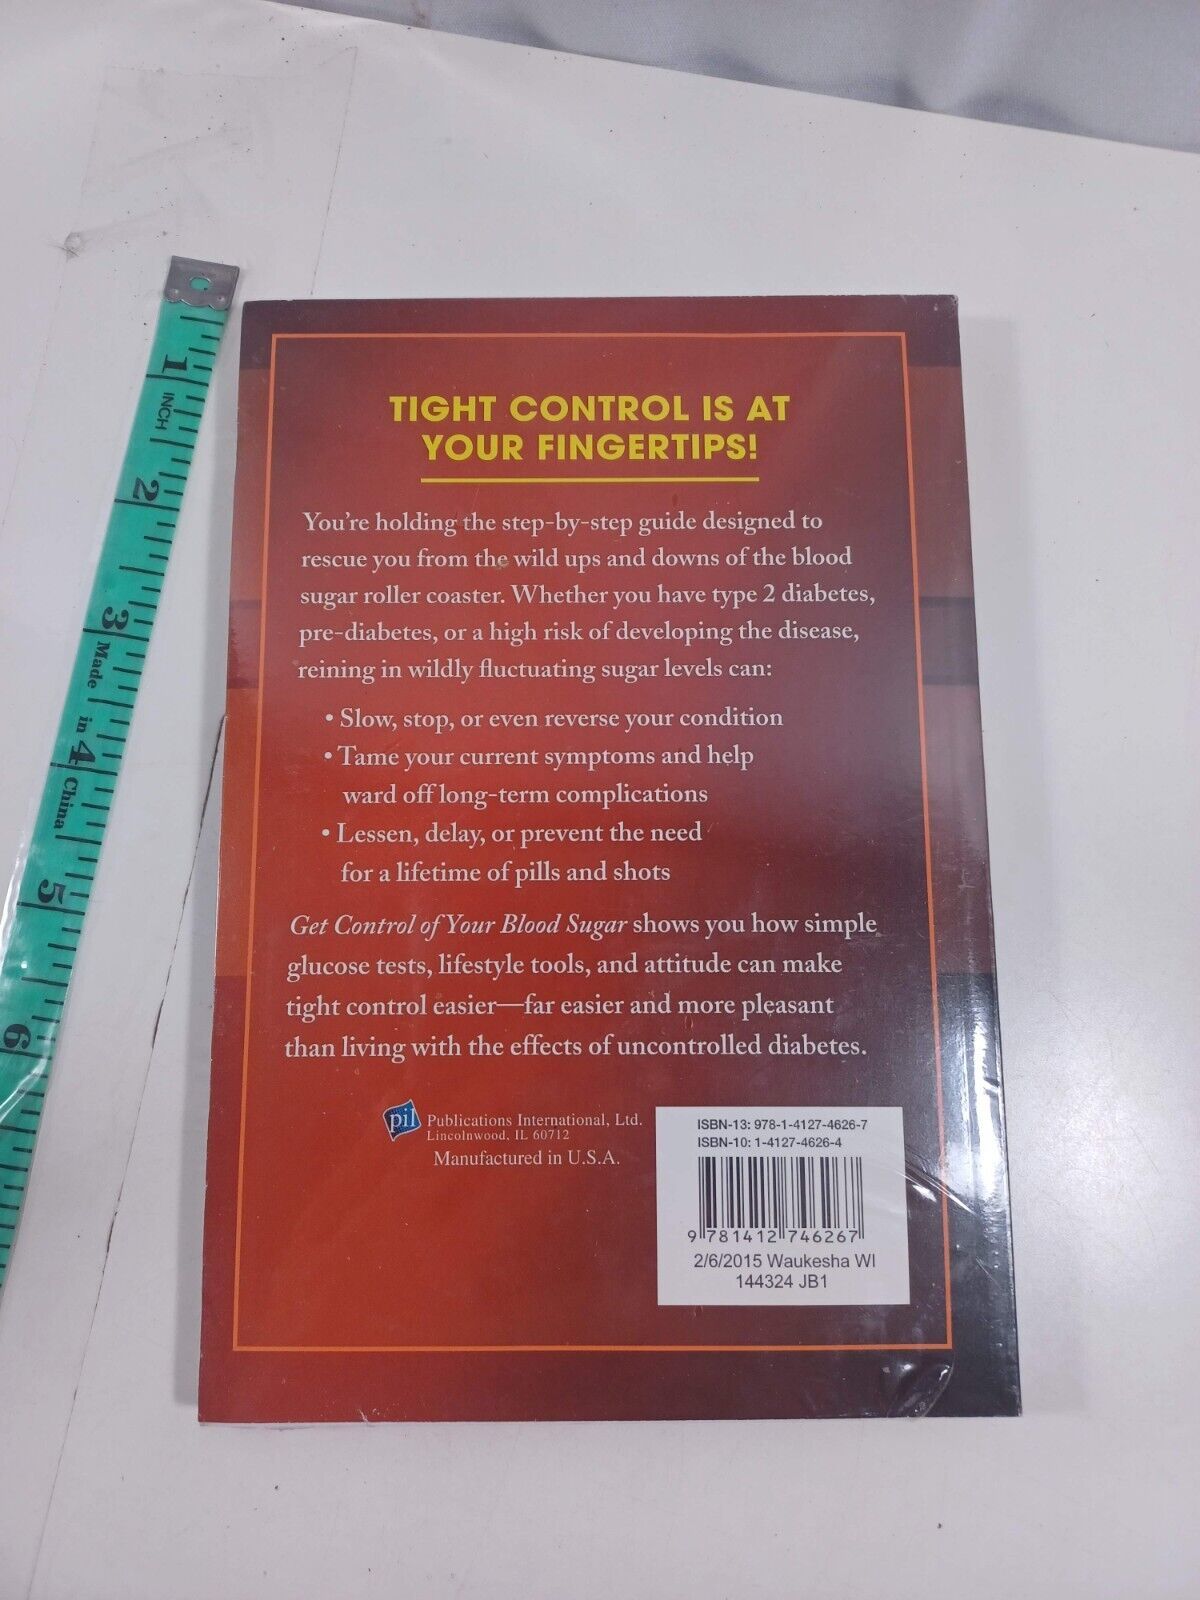 TIGHT CONTROL IS AT
YOUR FINGERTIPS!
You're holding the step-by-step guide designed to
rescue you from the wild ups and downs of the blood
sugar roller coaster. Whether you have type 2 diabetes,
pre-diabetes, or a high risk of developing the disease,
reining in wildly fluctuating sugar levels can:
• Slow, stop, or even reverse your condition
• Tame your current symptoms and help
ward off long-term complications
• Lessen, delay, or prevent the need
for a lifetime of pills and shots
Get Control of Your Blood Sugar shows you how simple
glucose tests, lifestyle tools, and attitude can make
tight control easier—far easier and more pleasant
than living with the effects of uncontrolled diabetes.
pil
Publications International, Ltd.
Lincolnwood, IL 60712
Manufactured in U.S.A.
ISBN-13: 978-1-4127-4626-7
ISBN-10: 1-4127-4626-4
9 781412 746267
2/6/2015 Waukesha WI
144324 JB1
1
INCH
2
3
Made in China
4
5
6